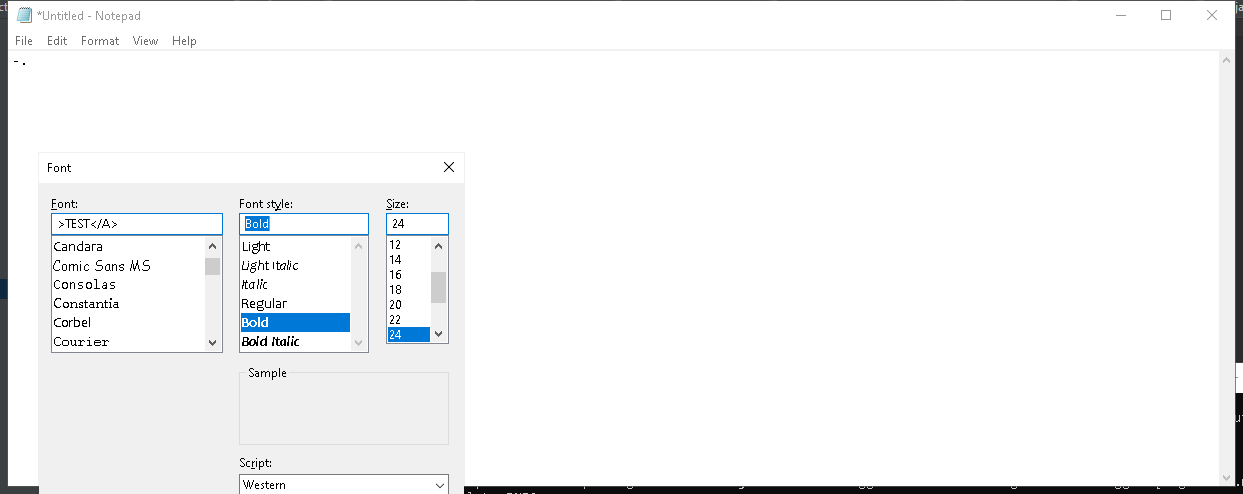 *Untitled - Notepad
File Edit Format View Help
-.
Font
Font: Font style: Size:
>TEST</A> Bold 24
Candara Light 12
Comic Sans MS Light Italic 14
Consolas Italic 16
Constantia Regular 18
Corbel Bold 20
Courier Bold Italic 22
24
Sample
Script:
Western